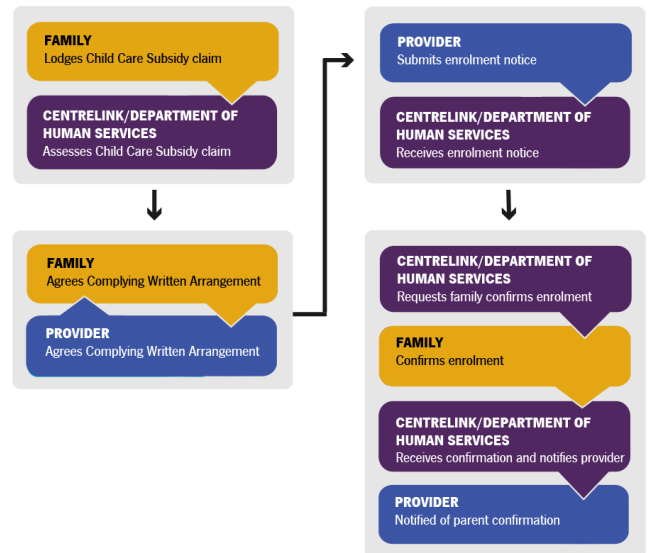 FAMILY
Lodges Child Care Subsidy claim
CENTRELINK/DEPARTMENT OF
HUMAN SERVICES
Assesses Child Care Subsidy claim
FAMILY
Agrees Complying Written Arrangement
PROVIDER
Agrees Complying Written Arrangement
PROVIDER
Submits enrolment notice
CENTRELINK/DEPARTMENT OF
HUMAN SERVICES
Receives enrolment notice
CENTRELINK/DEPARTMENT OF
HUMAN SERVICES
Requests family confirms enrolment
FAMILY
Confirms enrolment
CENTRELINK/DEPARTMENT OF
HUMAN SERVICES
Receives confirmation and notifies provider
PROVIDER
Notified of parent confirmation